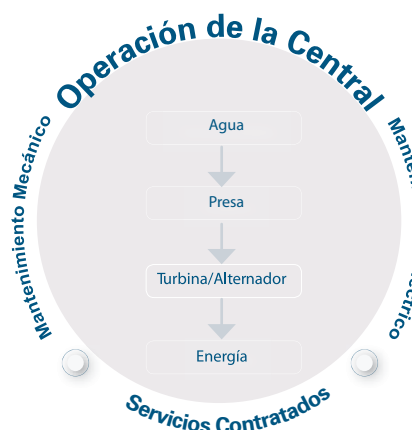 Operación de la Central
Mantenimiento Mecánico
Agua
Presa
Turbina/Alternador
Energía
Servicios Contratados